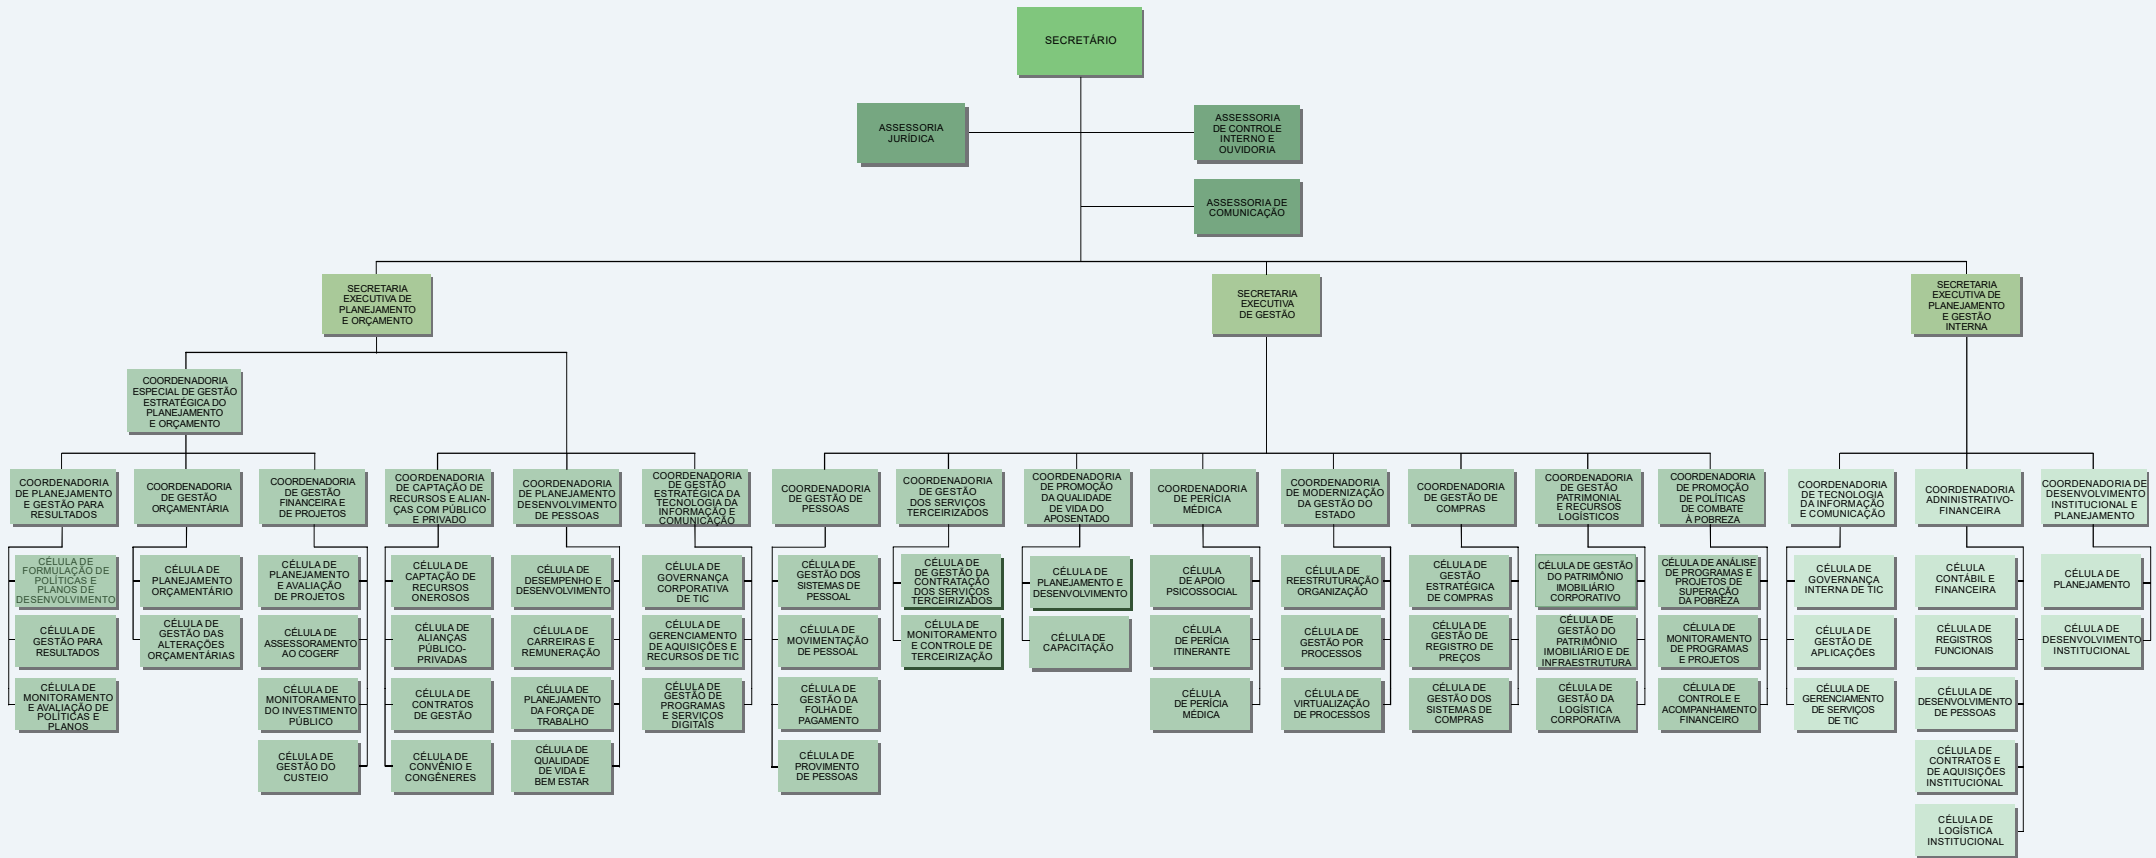 SECRETÁRIO
ASSESSORIA
JURÍDICA
ASSESSORIA
DE CONTROLE
INTERNO E
OUVIDORIA
ASSESSORIA DE
COMUNICAÇÃO
SECRETARIA
EXECUTIVA DE
PLANEJAMENTO
E ORÇAMENTO
SECRETARIA
EXECUTIVA
DE GESTÃO
SECRETARIA
EXECUTIVA DE
PLANEJAMENTO
E GESTÃO
INTERNA
COORDENADORIA
ESPECIAL DE GESTÃO
ESTRATÉGICA DO
PLANEJAMENTO
E ORÇAMENTO
COORDENADORIA
DE PLANEJAMENTO
E GESTÃO PARA
RESULTADOS
COORDENADORIA
DE GESTÃO
ORÇAMENTÁRIA
COORDENADORIA
DE GESTÃO
FINANCEIRA E
DE PROJETOS
COORDENADORIA
DE CAPTAÇÃO DE
RECURSOS E ALIAN-
ÇAS COM PÚBLICO
E PRIVADO
COORDENADORIA
DE PLANEJAMENTO
DESENVOLVIMENTO
DE PESSOAS
COORDENADORIA
DE GESTÃO
ESTRATÉGICA DA
TECNOLOGIA DA
INFORMAÇÃO E
COMUNICAÇÃO
COORDENADORIA
DE GESTÃO DE
PESSOAS
COORDENADORIA
DE GESTÃO
DOS SERVIÇOS
TERCEIRIZADOS
COORDENADORIA
DE PROMOÇÃO
DA QUALIDADE
DE VIDA DO
APOSENTADO
COORDENADORIA
DE PERÍCIA
MÉDICA
COORDENADORIA
DE MODERNIZAÇÃO
DA GESTÃO DO
ESTADO
COORDENADORIA
DE GESTÃO DE
COMPRAS
COORDENADORIA
DE GESTÃO
PATRIMONIAL
E RECURSOS
LOGÍSTICOS
COORDENADORIA
DE PROMOÇÃO
DE POLÍTICAS
DE COMBATE
À POBREZA
COORDENADORIA
DE TECNOLOGIA
DA INFORMAÇÃO
E COMUNICAÇÃO
COORDENADORIA
ADMINISTRATIVO-
FINANCEIRA
COORDENADORIA DE
DESENVOLVIMENTO
INSTITUCIONAL E
PLANEJAMENTO
CÉLULA DE
FORMULAÇÃO DE
POLÍTICAS E
PLANOS DE
DESENVOLVIMENTO
CÉLULA DE
PLANEJAMENTO
ORÇAMENTÁRIO
CÉLULA DE
PLANEJAMENTO
E AVALIAÇÃO
DE PROJETOS
CÉLULA DE
CAPTAÇÃO DE
RECURSOS
ONEROSOS
CÉLULA DE
DESEMPENHO E
DESENVOLVIMENTO
CÉLULA DE
GOVERNANÇA
CORPORATIVA
DE TIC
CÉLULA DE
GESTÃO DOS
SISTEMAS DE
PESSOAL
CÉLULA DE
DE GESTÃO DA
CONTRATAÇÃO
DOS SERVIÇOS
TERCEIRIZADOS
CÉLULA DE
PLANEJAMENTO E
DESENVOLVIMENTO
CÉLULA
DE APOIO
PSICOSSOCIAL
CÉLULA DE
REESTRUTURAÇÃO
ORGANIZAÇÃO
CÉLULA DE
GESTÃO
ESTRATÉGICA
DE COMPRAS
CÉLULA DE GESTÃO
DO PATRIMÔNIO
IMOBILIÁRIO
CORPORATIVO
CÉLULA DE ANÁLISE
DE PROGRAMAS E
PROJETOS DE
SUPERAÇÃO
DA POBREZA
CÉLULA DE
GOVERNANÇA
INTERNA DE TIC
CÉLULA
CONTÁBIL E
FINANCEIRA
CÉLULA DE
PLANEJAMENTO
CÉLULA DE
GESTÃO PARA
RESULTADOS
CÉLULA DE
GESTÃO DAS
ALTERAÇÕES
ORÇAMENTÁRIAS
CÉLULA DE
ASSESSORAMENTO
AO COGERF
CÉLULA DE
ALIANÇAS
PÚBLICO-
PRIVADAS
CÉLULA DE
CARREIRAS E
REMUNERAÇÃO
CÉLULA DE
GERENCIAMENTO
DE AQUISIÇÕES E
RECURSOS DE TIC
CÉLULA DE
MOVIMENTAÇÃO
DE PESSOAL
CÉLULA DE
MONITORAMENTO
E CONTROLE DE
TERCEIRIZAÇÃO
CÉLULA DE
CAPACITAÇÃO
CÉLULA
DE PERÍCIA
ITINERANTE
CÉLULA DE
GESTÃO POR
PROCESSOS
CÉLULA DE
GESTÃO DE
REGISTRO DE
PREÇOS
CÉLULA DE
GESTÃO DO
PATRIMÔNIO
IMOBILIÁRIO E DE
INFRAESTRUTURA
CÉLULA DE
MONITORAMENTO
DE PROGRAMAS
E PROJETOS
CÉLULA DE
GESTÃO DE
APLICAÇÕES
CÉLULA DE
REGISTROS
FUNCIONAIS
CÉLULA DE
DESENVOLVIMENTO
INSTITUCIONAL
CÉLULA DE
MONITORAMENTO
E AVALIAÇÃO DE
POLÍTICAS E
PLANOS
CÉLULA DE
MONITORAMENTO
DO INVESTIMENTO
PÚBLICO
CÉLULA DE
CONTRATOS
DE GESTÃO
CÉLULA DE
PLANEJAMENTO
DA FORÇA DE
TRABALHO
CÉLULA DE
GESTÃO DE
PROGRAMAS
E SERVIÇOS
DIGITAIS
CÉLULA DE
GESTÃO DA
FOLHA DE
PAGAMENTO
CÉLULA
DE PERÍCIA
MÉDICA
CÉLULA DE
VIRTUALIZAÇÃO
DE PROCESSOS
CÉLULA DE
GESTÃO DOS
SISTEMAS DE
COMPRAS
CÉLULA DE
GESTÃO DA
LOGÍSTICA
CORPORATIVA
CÉLULA DE
CONTROLE E
ACOMPANHAMENTO
FINANCEIRO
CÉLULA DE
GERENCIAMENTO
DE SERVIÇOS
DE TIC
CÉLULA DE
DESENVOLVIMENTO
DE PESSOAS
CÉLULA DE
GESTÃO DO
CUSTEIO
CÉLULA DE
CONVÊNIO E
CONGÊNERES
CÉLULA DE
QUALIDADE
DE VIDA E
BEM ESTAR
CÉLULA DE
PROVIMENTO
DE PESSOAS
CÉLULA DE
CONTRATOS E
DE AQUISIÇÕES
INSTITUCIONAL
CÉLULA DE
LOGÍSTICA
INSTITUCIONAL